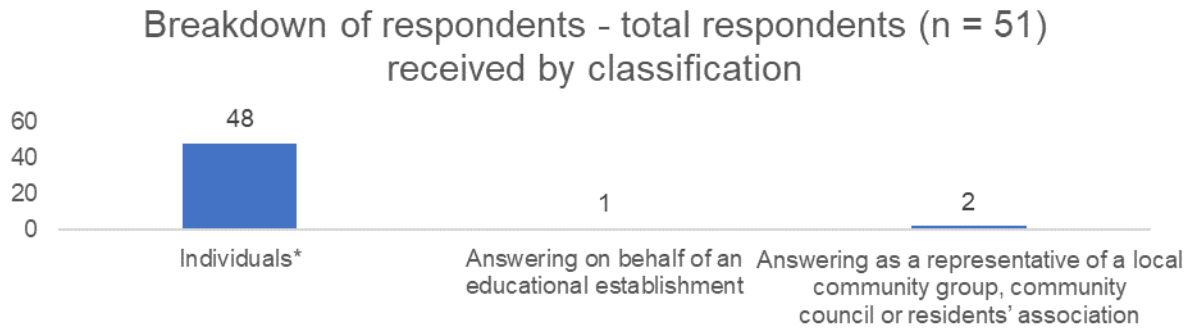 Breakdown of respondents - total respondents (n = 51)
received by classification
60
40
20
0
48
1
2
Individuals*
Answering on behalf of an
educational establishment
Answering as a representative of a local
community group, community
council or residents’ association